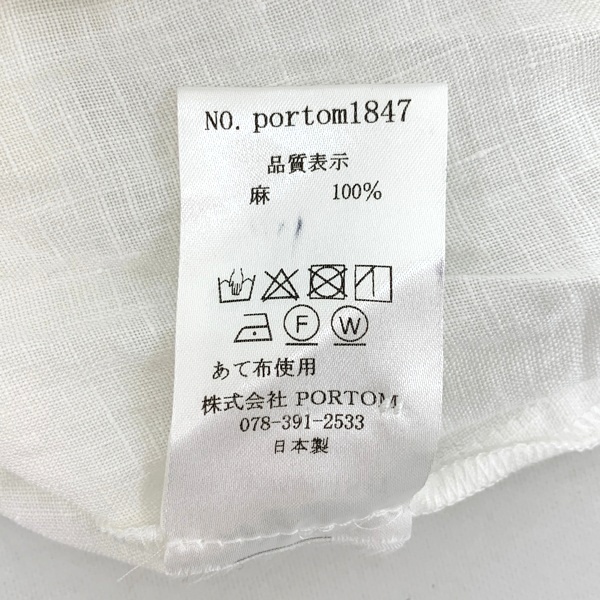 NO. portom1847
品質表示
麻 100%
F W
あて布使用
株式会社 PORTOM
078-391-2533
日本製